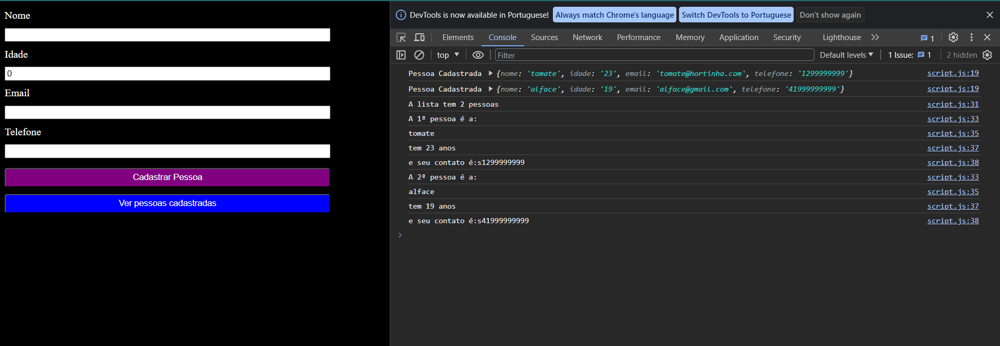 Nome
Idade
0
Email
Telefone
Cadastrar Pessoa
Ver pessoas cadastradas
DevTools is now available in Portuguese! Always match Chrome's language Switch DevTools to Portuguese Don't show again
Elements Console Sources Network Performance Memory Application Security Lighthouse 1
top Filter Default levels 1 Issue: 1 2 hidden
Pessoa Cadastrada {nome: 'tomate', idade: '23', email: 'tomate@hortinha.com', telefone: '1299999999'} script.js:19
Pessoa Cadastrada {nome: 'alface', idade: '19', email: 'alface@gmail.com', telefone: '41999999999'} script.js:19
A lista tem 2 pessoas script.js:31
A 1ª pessoa é a: script.js:33
tomate script.js:35
tem 23 anos script.js:37
e seu contato é:s1299999999 script.js:38
A 2ª pessoa é a: script.js:33
alface script.js:35
tem 19 anos script.js:37
e seu contato é:s41999999999 script.js:38